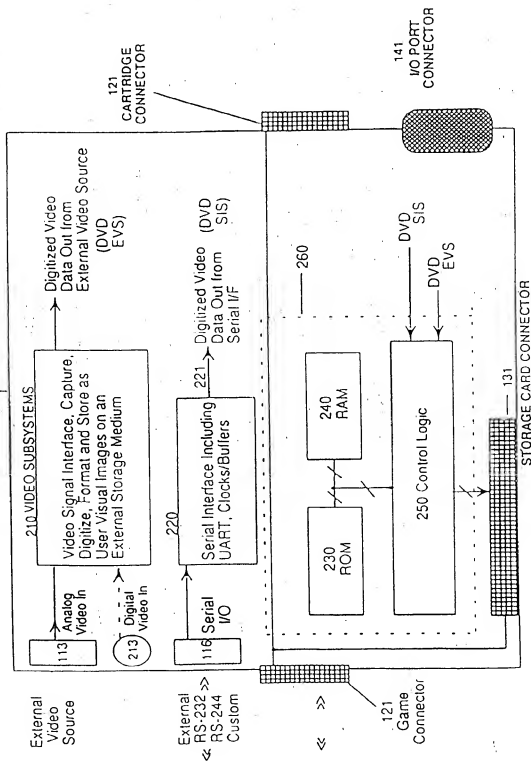 External
Video
Source
113
Analog
Video In
213
Digital
Video In
210 VIDEO SUBSYSTEMS
Video Signal Interface, Capture,
Digitize, Format and Store as
User Visual Images on an
External Storage Medium
Digitized Video
Data Out from
External Video Source
(DVD
EVS)
External
RS-232 >>
<< RS-244
Custom
116
Serial
I/O
220
Serial Interface Including
UART, Clocks/Buffers
221
Digitized Video
Data Out from
Serial I/F
(DVD
SIS)
121
CARTRIDGE
CONNECTOR
<< >>
121
Game
Connector
230
ROM
240
RAM
250 Control Logic
260
DVD
SIS
DVD
EVS
141
I/O PORT
CONNECTOR
131
STORAGE CARD CONNECTOR